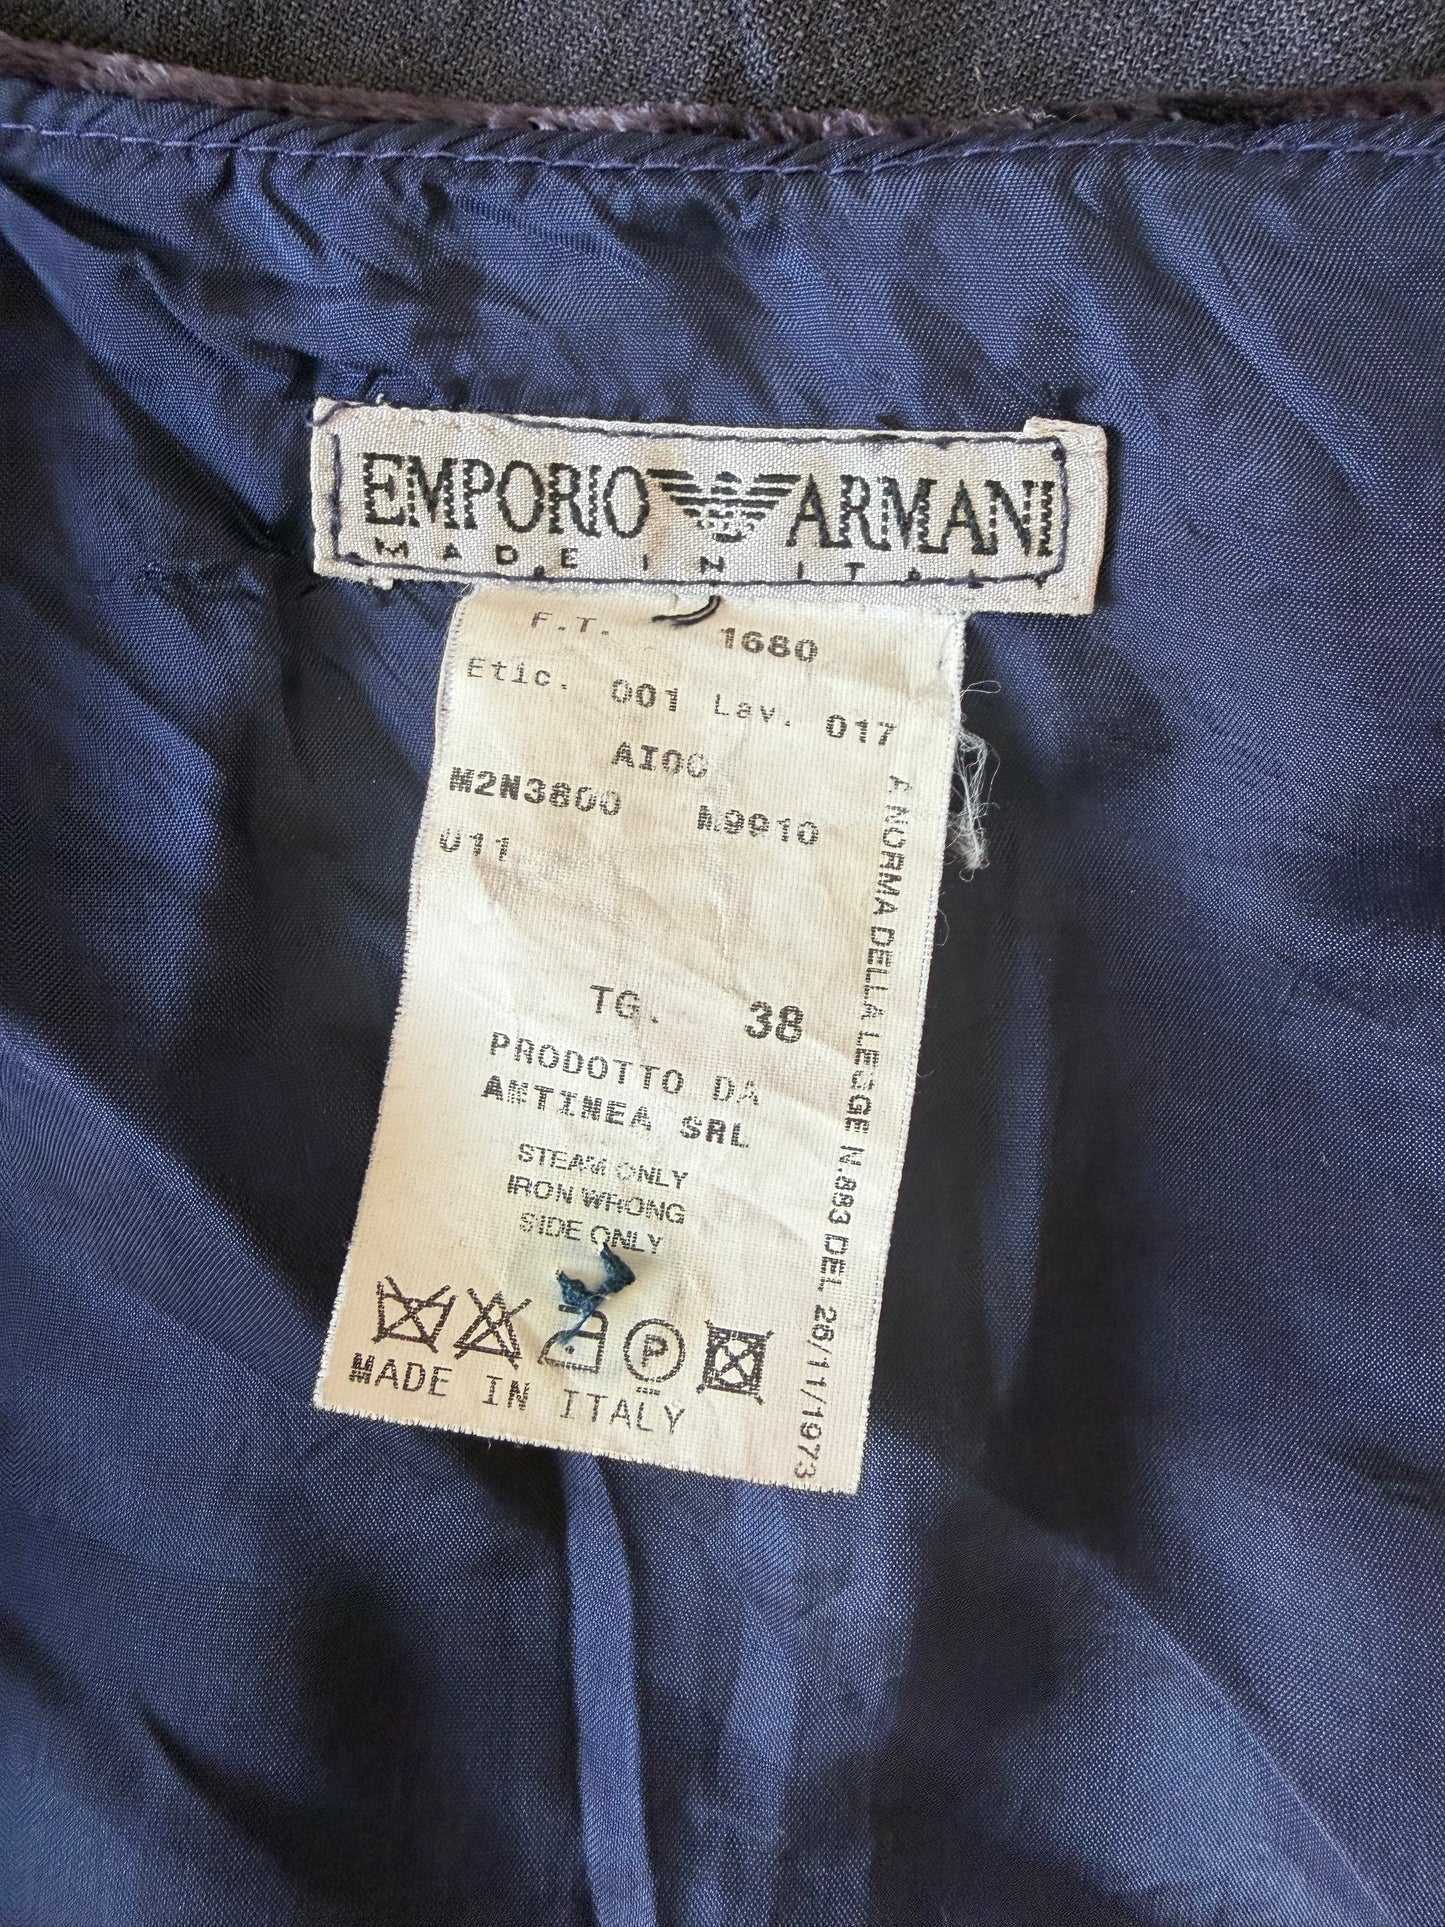 EMPORIO ARMANI
MADE IN ITALY
F.T. 1680
Etic. 001 Lav. 017
AI00
M2N3800 M9910
011
TG. 38
PRODOTTO DA
ANTINEA SRL
STEAM ONLY
IRON WRONG
SIDE ONLY
P
MADE IN ITALY
A NORMA DELLA LEGGE N.883 DEL 26/11/1973